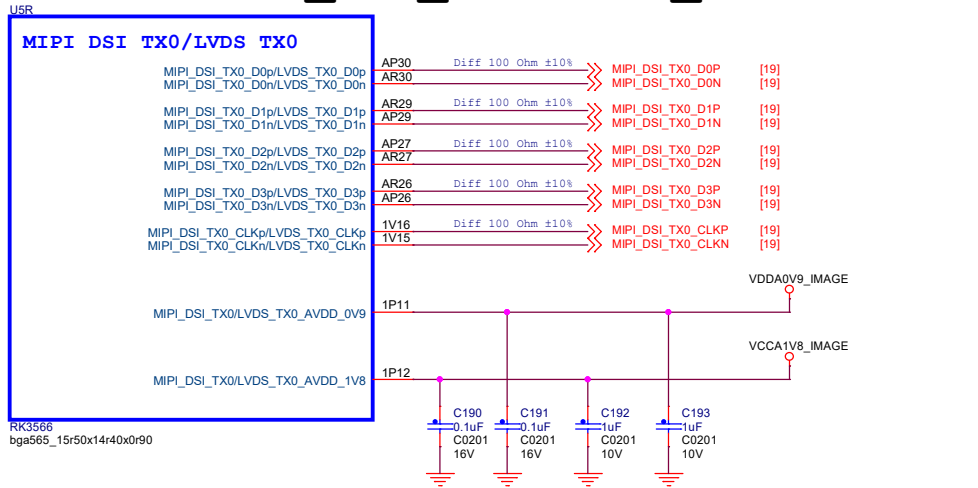 U5R
MIPI DSI TX0/LVDS TX0
MIPI_DSI_TX0_D0p/LVDS_TX0_D0p AP30 Diff 100 Ohm ±10% MIPI_DSI_TX0_D0P [19]
MIPI_DSI_TX0_D0n/LVDS_TX0_D0n AR30 MIPI_DSI_TX0_D0N [19]
MIPI_DSI_TX0_D1p/LVDS_TX0_D1p AR29 Diff 100 Ohm ±10% MIPI_DSI_TX0_D1P [19]
MIPI_DSI_TX0_D1n/LVDS_TX0_D1n AP29 MIPI_DSI_TX0_D1N [19]
MIPI_DSI_TX0_D2p/LVDS_TX0_D2p AP27 Diff 100 Ohm ±10% MIPI_DSI_TX0_D2P [19]
MIPI_DSI_TX0_D2n/LVDS_TX0_D2n AR27 MIPI_DSI_TX0_D2N [19]
MIPI_DSI_TX0_D3p/LVDS_TX0_D3p AR26 Diff 100 Ohm ±10% MIPI_DSI_TX0_D3P [19]
MIPI_DSI_TX0_D3n/LVDS_TX0_D3n AP26 MIPI_DSI_TX0_D3N [19]
MIPI_DSI_TX0_CLKp/LVDS_TX0_CLKp 1V16 Diff 100 Ohm ±10% MIPI_DSI_TX0_CLKP [19]
MIPI_DSI_TX0_CLKn/LVDS_TX0_CLKn 1V15 MIPI_DSI_TX0_CLKN [19]
VDDA0V9_IMAGE
MIPI_DSI_TX0/LVDS_TX0_AVDD_0V9 1P11
VCCA1V8_IMAGE
MIPI_DSI_TX0/LVDS_TX0_AVDD_1V8 1P12
C190 C191 C192 C193
0.1uF 0.1uF 1uF 1uF
C0201 C0201 C0201 C0201
16V 16V 10V 10V
RK3566
bga565_15r50x14r40x0r90